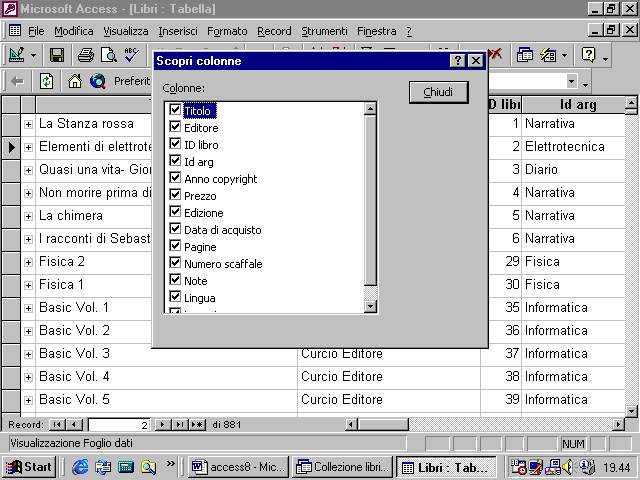 Microsoft Access - [Libri : Tabella]
File Modifica Visualizza Inserisci Formato Record Strumenti Finestra ?
Preferit
Scopri colonne
Colonne:
Chiudi
Titolo
Editore
ID libro
Id arg
Anno copyright
Prezzo
Edizione
Data di acquisto
Pagine
Numero scaffale
Note
Lingua
D libr Id arg
La Stanza rossa 1 Narrativa
Elementi di elettrote 2 Elettrotecnica
Quasi una vita- Gior 3 Diario
Non morire prima di 4 Narrativa
La chimera 5 Narrativa
I racconti di Sebast 6 Narrativa
Fisica 2 29 Fisica
Fisica 1 30 Fisica
Basic Vol. 1 35 Informatica
Basic Vol. 2 36 Informatica
Basic Vol. 3 Curcio Editore 37 Informatica
Basic Vol. 4 Curcio Editore 38 Informatica
Basic Vol. 5 Curcio Editore 39 Informatica
Record: 2 di 881
Visualizzazione Foglio dati NUM
Start » access8 - Mic... Collezione libri... Libri : Tab... 19.44